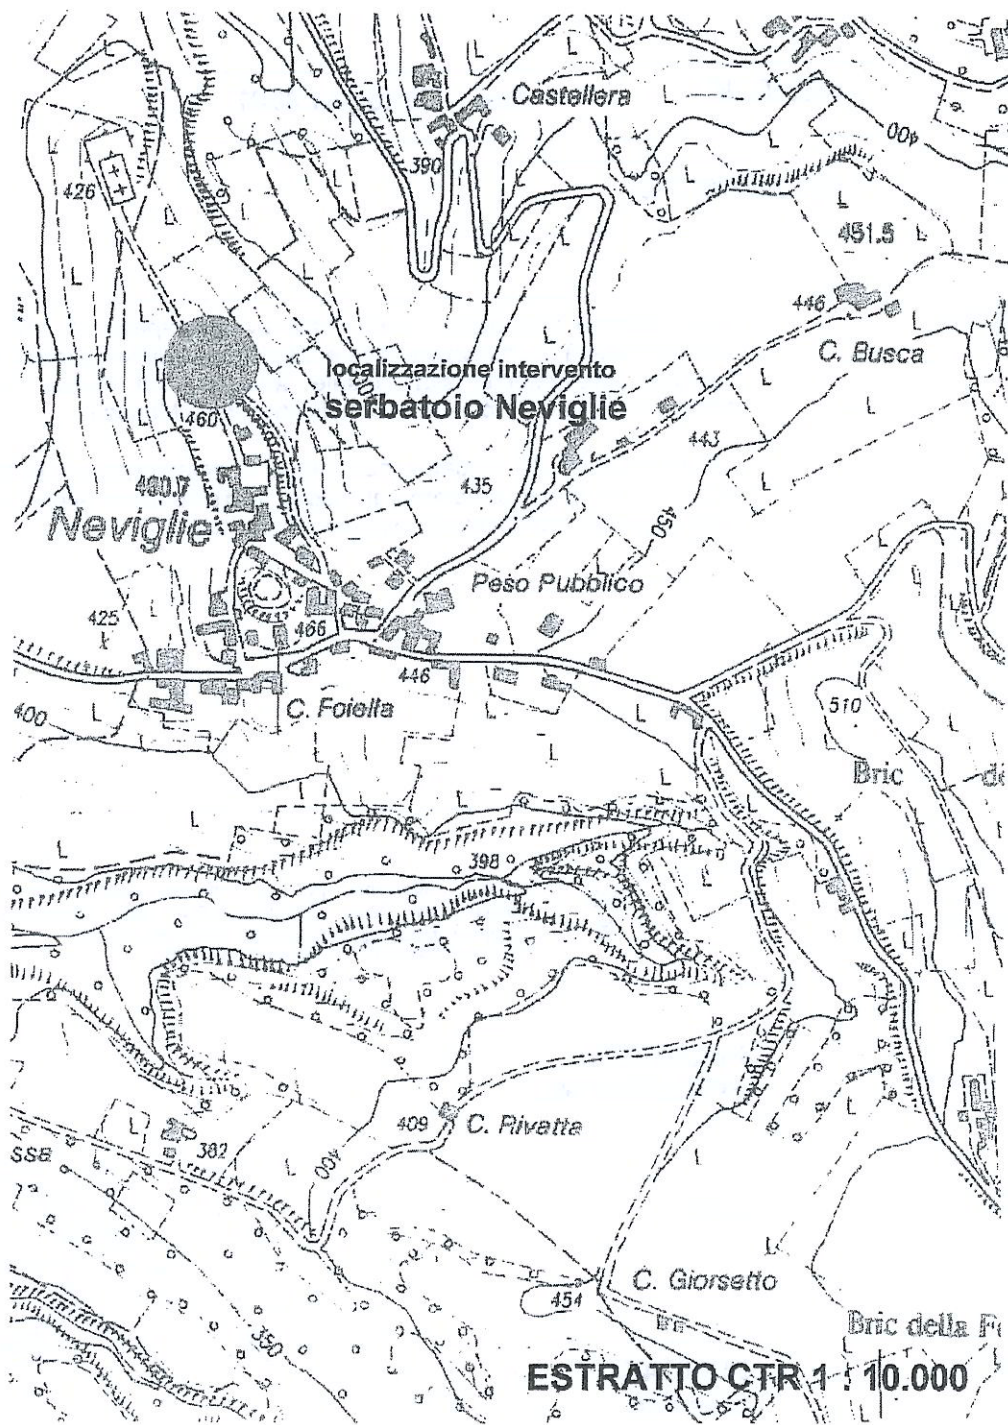 Castellera
390
400
426
451.5
446
C. Busca
localizzazione intervento
serbatoio Neviglie
460
443
435
Neviglie
450
Peso Pubblico
425
466
446
C. Foiella
400
510
Bric
398
409
C. Rivatta
382
ssa
400
C. Giorsetto
454
350
Bric della F
ESTRATTO CTR 1 : 10.000